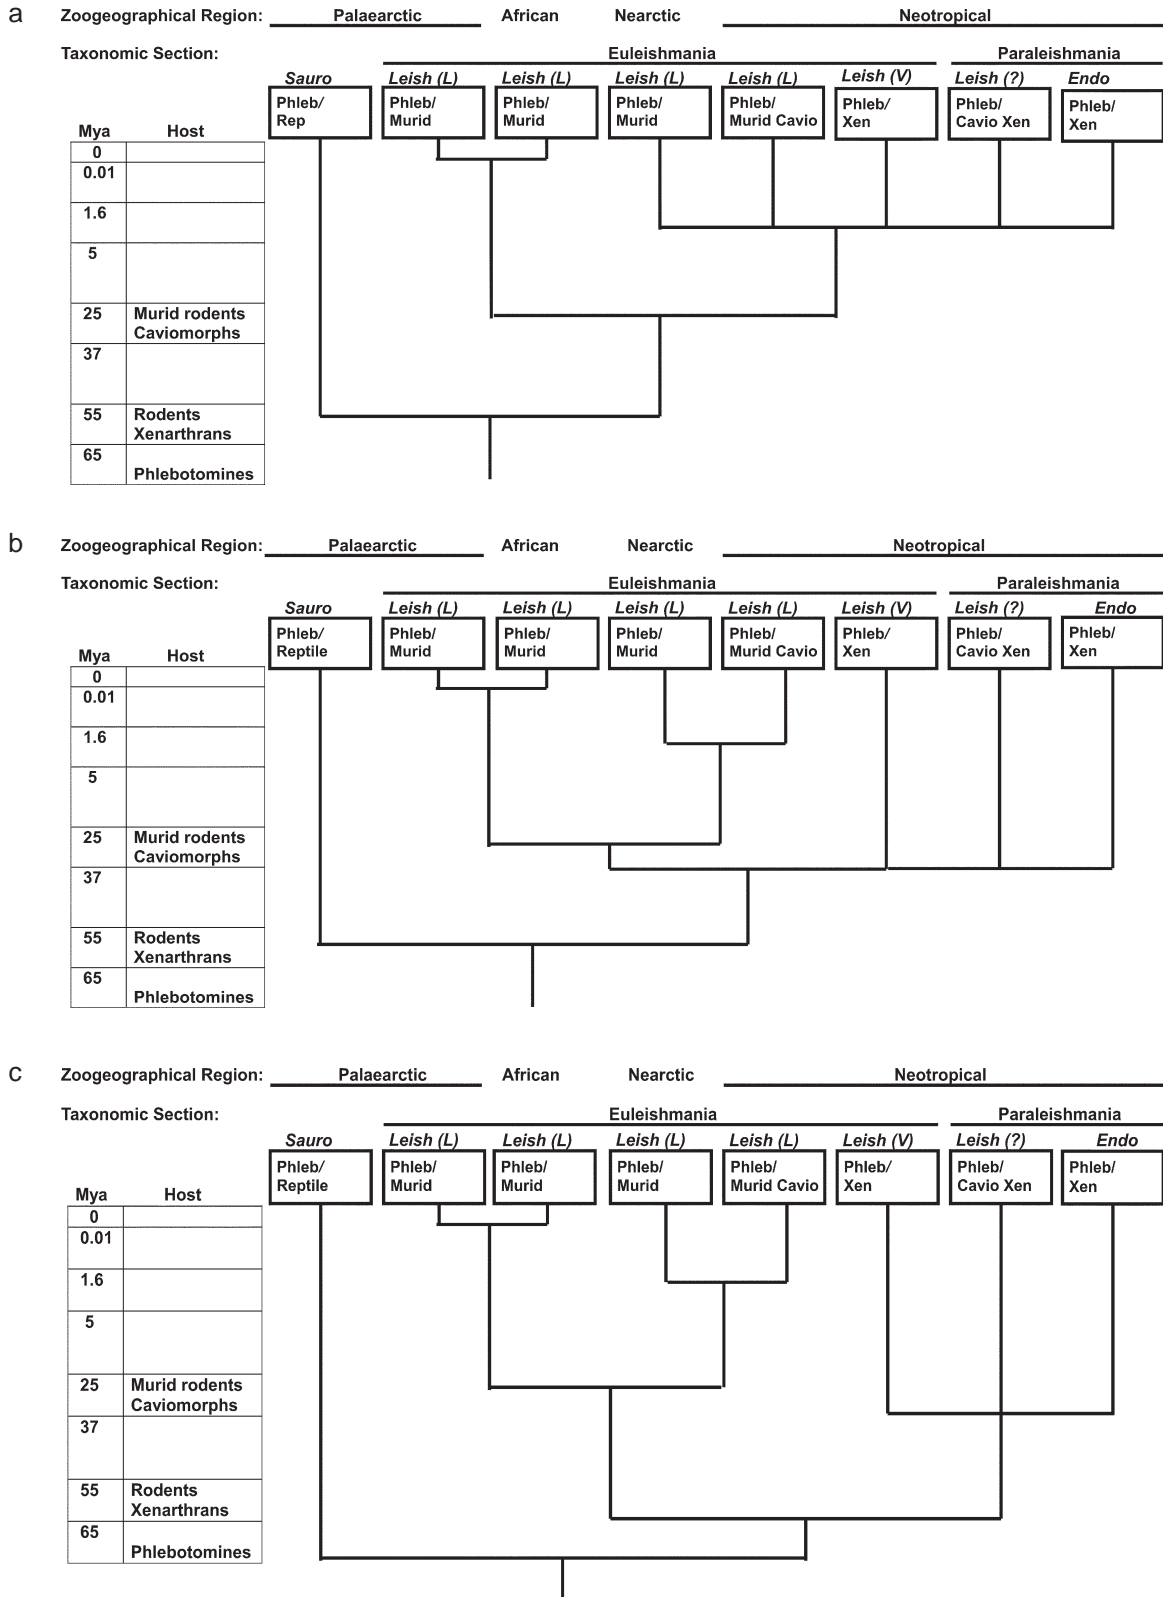 a
Zoogeographical Region: Palaearctic African Nearctic Neotropical
Taxonomic Section: Euleishmania Paraleishmania
Sauro Leish (L) Leish (L) Leish (L) Leish (L) Leish (V) Leish (?) Endo
Phleb/ Phleb/ Phleb/ Phleb/ Phleb/ Phleb/ Phleb/ Phleb/
Rep Murid Murid Murid Murid Cavio Xen Cavio Xen Xen
Mya Host
0
0.01
1.6
5
25 Murid rodents
Caviomorphs
37
55 Rodents
Xenarthrans
65
Phlebotomines
b
Zoogeographical Region: Palaearctic African Nearctic Neotropical
Taxonomic Section: Euleishmania Paraleishmania
Sauro Leish (L) Leish (L) Leish (L) Leish (L) Leish (V) Leish (?) Endo
Phleb/ Phleb/ Phleb/ Phleb/ Phleb/ Phleb/ Phleb/ Phleb/
Reptile Murid Murid Murid Murid Cavio Xen Cavio Xen Xen
Mya Host
0
0.01
1.6
5
25 Murid rodents
Caviomorphs
37
55 Rodents
Xenarthrans
65
Phlebotomines
c
Zoogeographical Region: Palaearctic African Nearctic Neotropical
Taxonomic Section: Euleishmania Paraleishmania
Sauro Leish (L) Leish (L) Leish (L) Leish (L) Leish (V) Leish (?) Endo
Phleb/ Phleb/ Phleb/ Phleb/ Phleb/ Phleb/ Phleb/ Phleb/
Reptile Murid Murid Murid Murid Cavio Xen Cavio Xen Xen
Mya Host
0
0.01
1.6
5
25 Murid rodents
Caviomorphs
37
55 Rodents
Xenarthrans
65
Phlebotomines